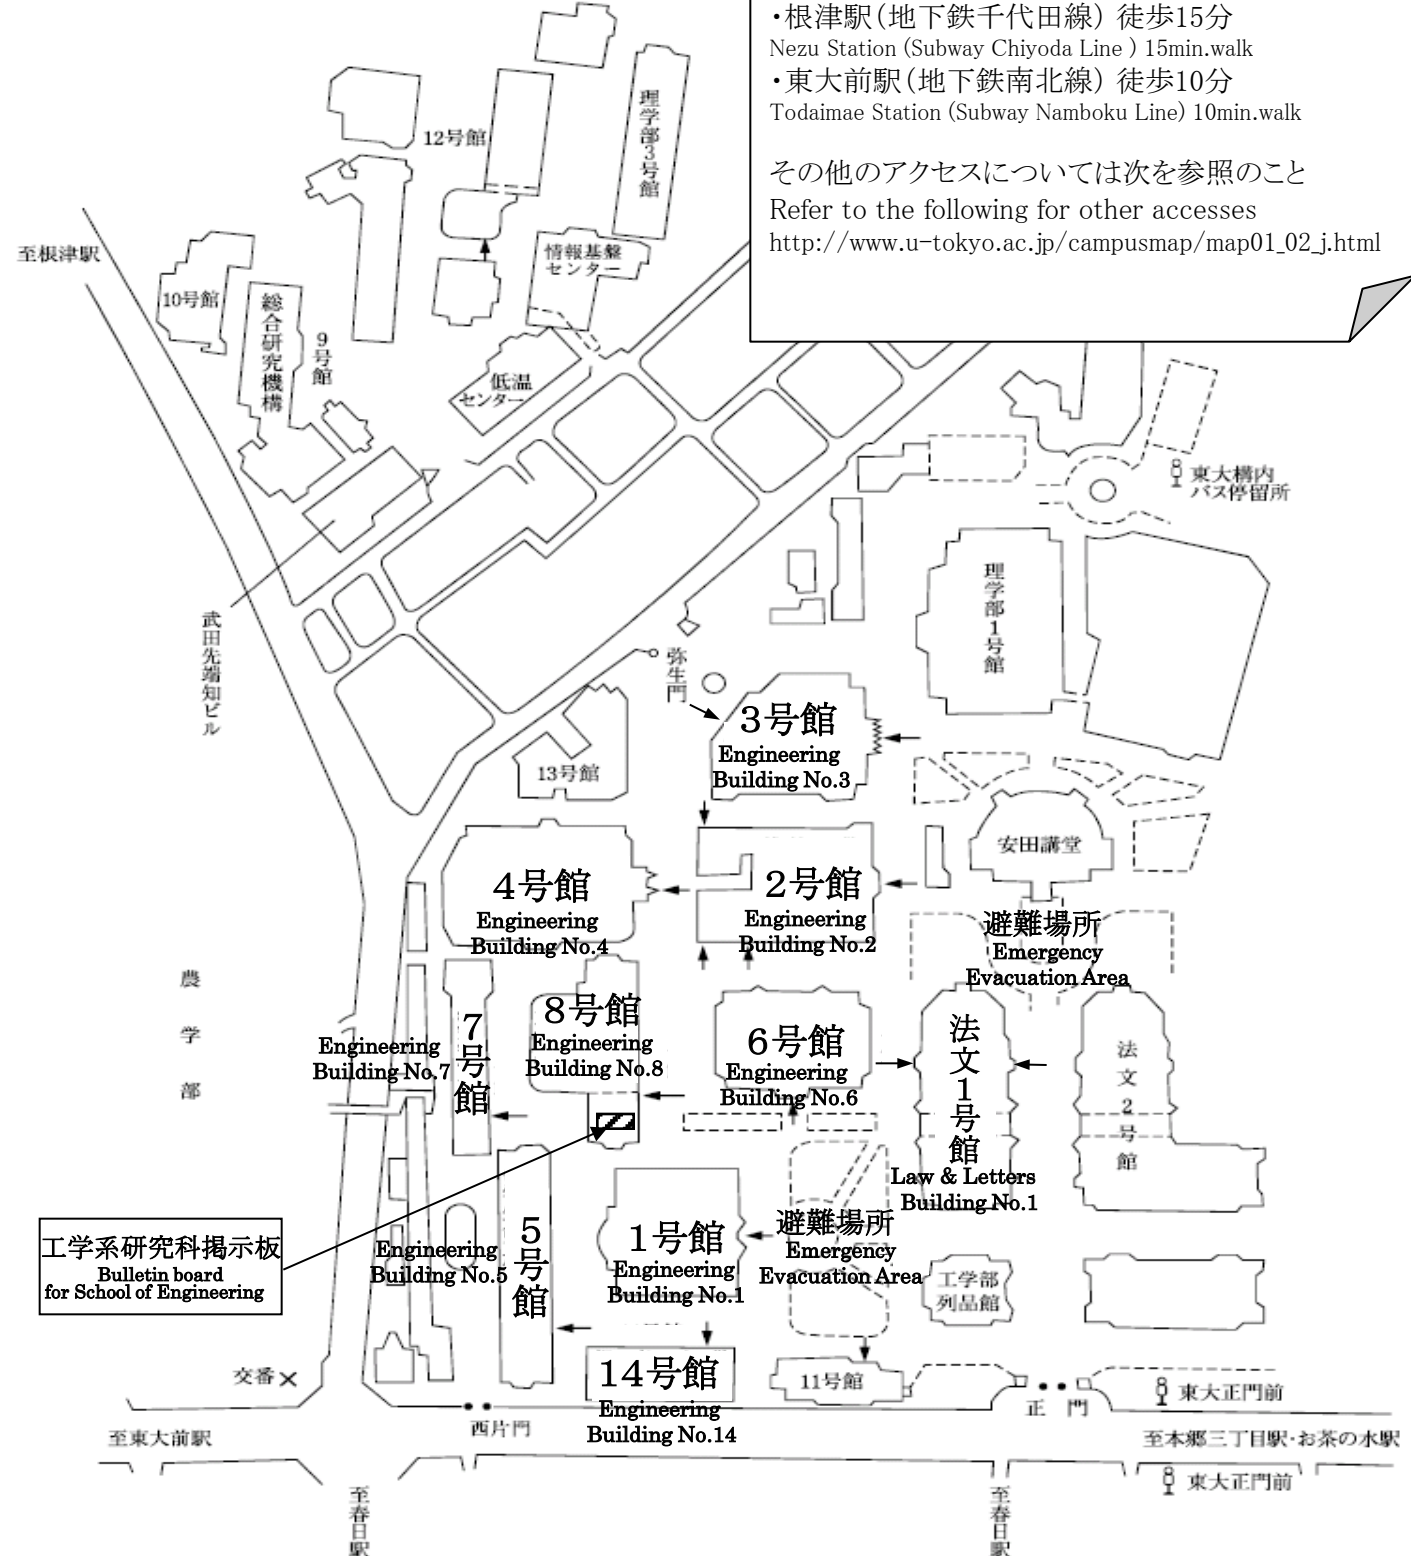 ・根津駅(地下鉄千代田線) 徒歩15分
Nezu Station (Subway Chiyoda Line ) 15min.walk
・東大前駅(地下鉄南北線) 徒歩10分
Todaimae Station (Subway Namboku Line) 10min.walk
その他のアクセスについては次を参照のこと
Refer to the following for other accesses
http://www.u-tokyo.ac.jp/campusmap/map01_02_j.html
理学部3号館
12号館
至根津駅
情報基盤
センター
10号館
総合研究機構
9号館
低温
センター
東大構内
バス停留所
理学部1号館
武田先端知ビル
弥生門
3号館
Engineering
Building No.3
13号館
安田講堂
4号館
Engineering
Building No.4
2号館
Engineering
Building No.2
避難場所
Emergency
Evacuation Area
農学部
7号館
Engineering
Building No.7
8号館
Engineering
Building No.8
6号館
Engineering
Building No.6
法文1号館
Law & Letters
Building No.1
法文2号館
工学系研究科掲示板
Bulletin board
for School of Engineering
5号館
Engineering
Building No.5
1号館
Engineering
Building No.1
避難場所
Emergency
Evacuation Area
工学部
列品館
交番
14号館
Engineering
Building No.14
11号館
正門
東大正門前
西片門
至東大前駅
至本郷三丁目駅・お茶の水駅
東大正門前
至春日駅
至春日駅